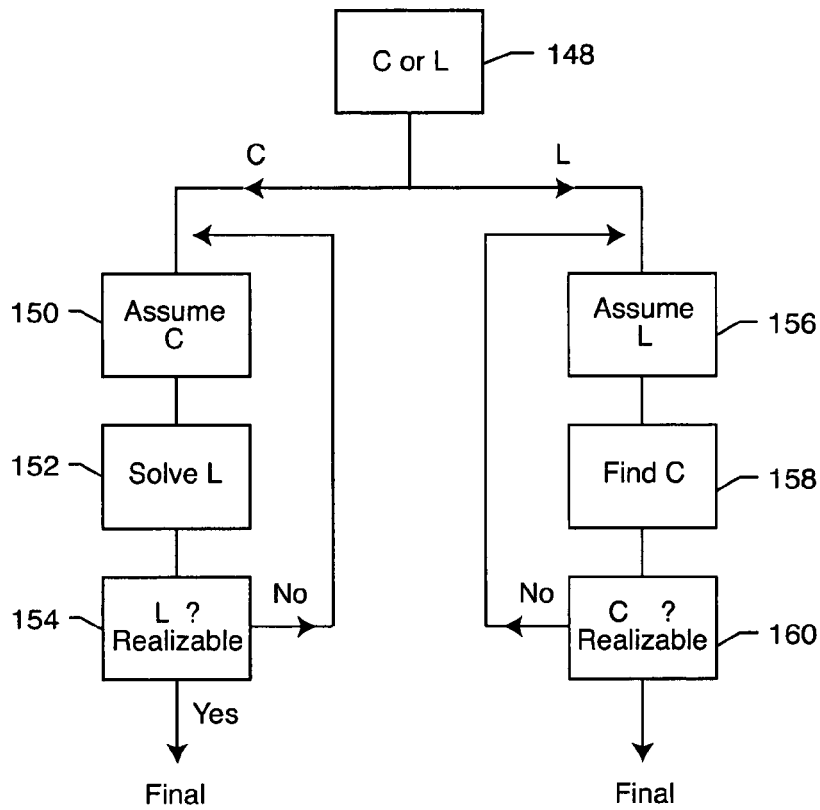 C or L
148
C
L
150
Assume
C
Assume
L
156
152
Solve L
Find C
158
154
L ?
Realizable
No
No
C ?
Realizable
160
Yes
Final
Final